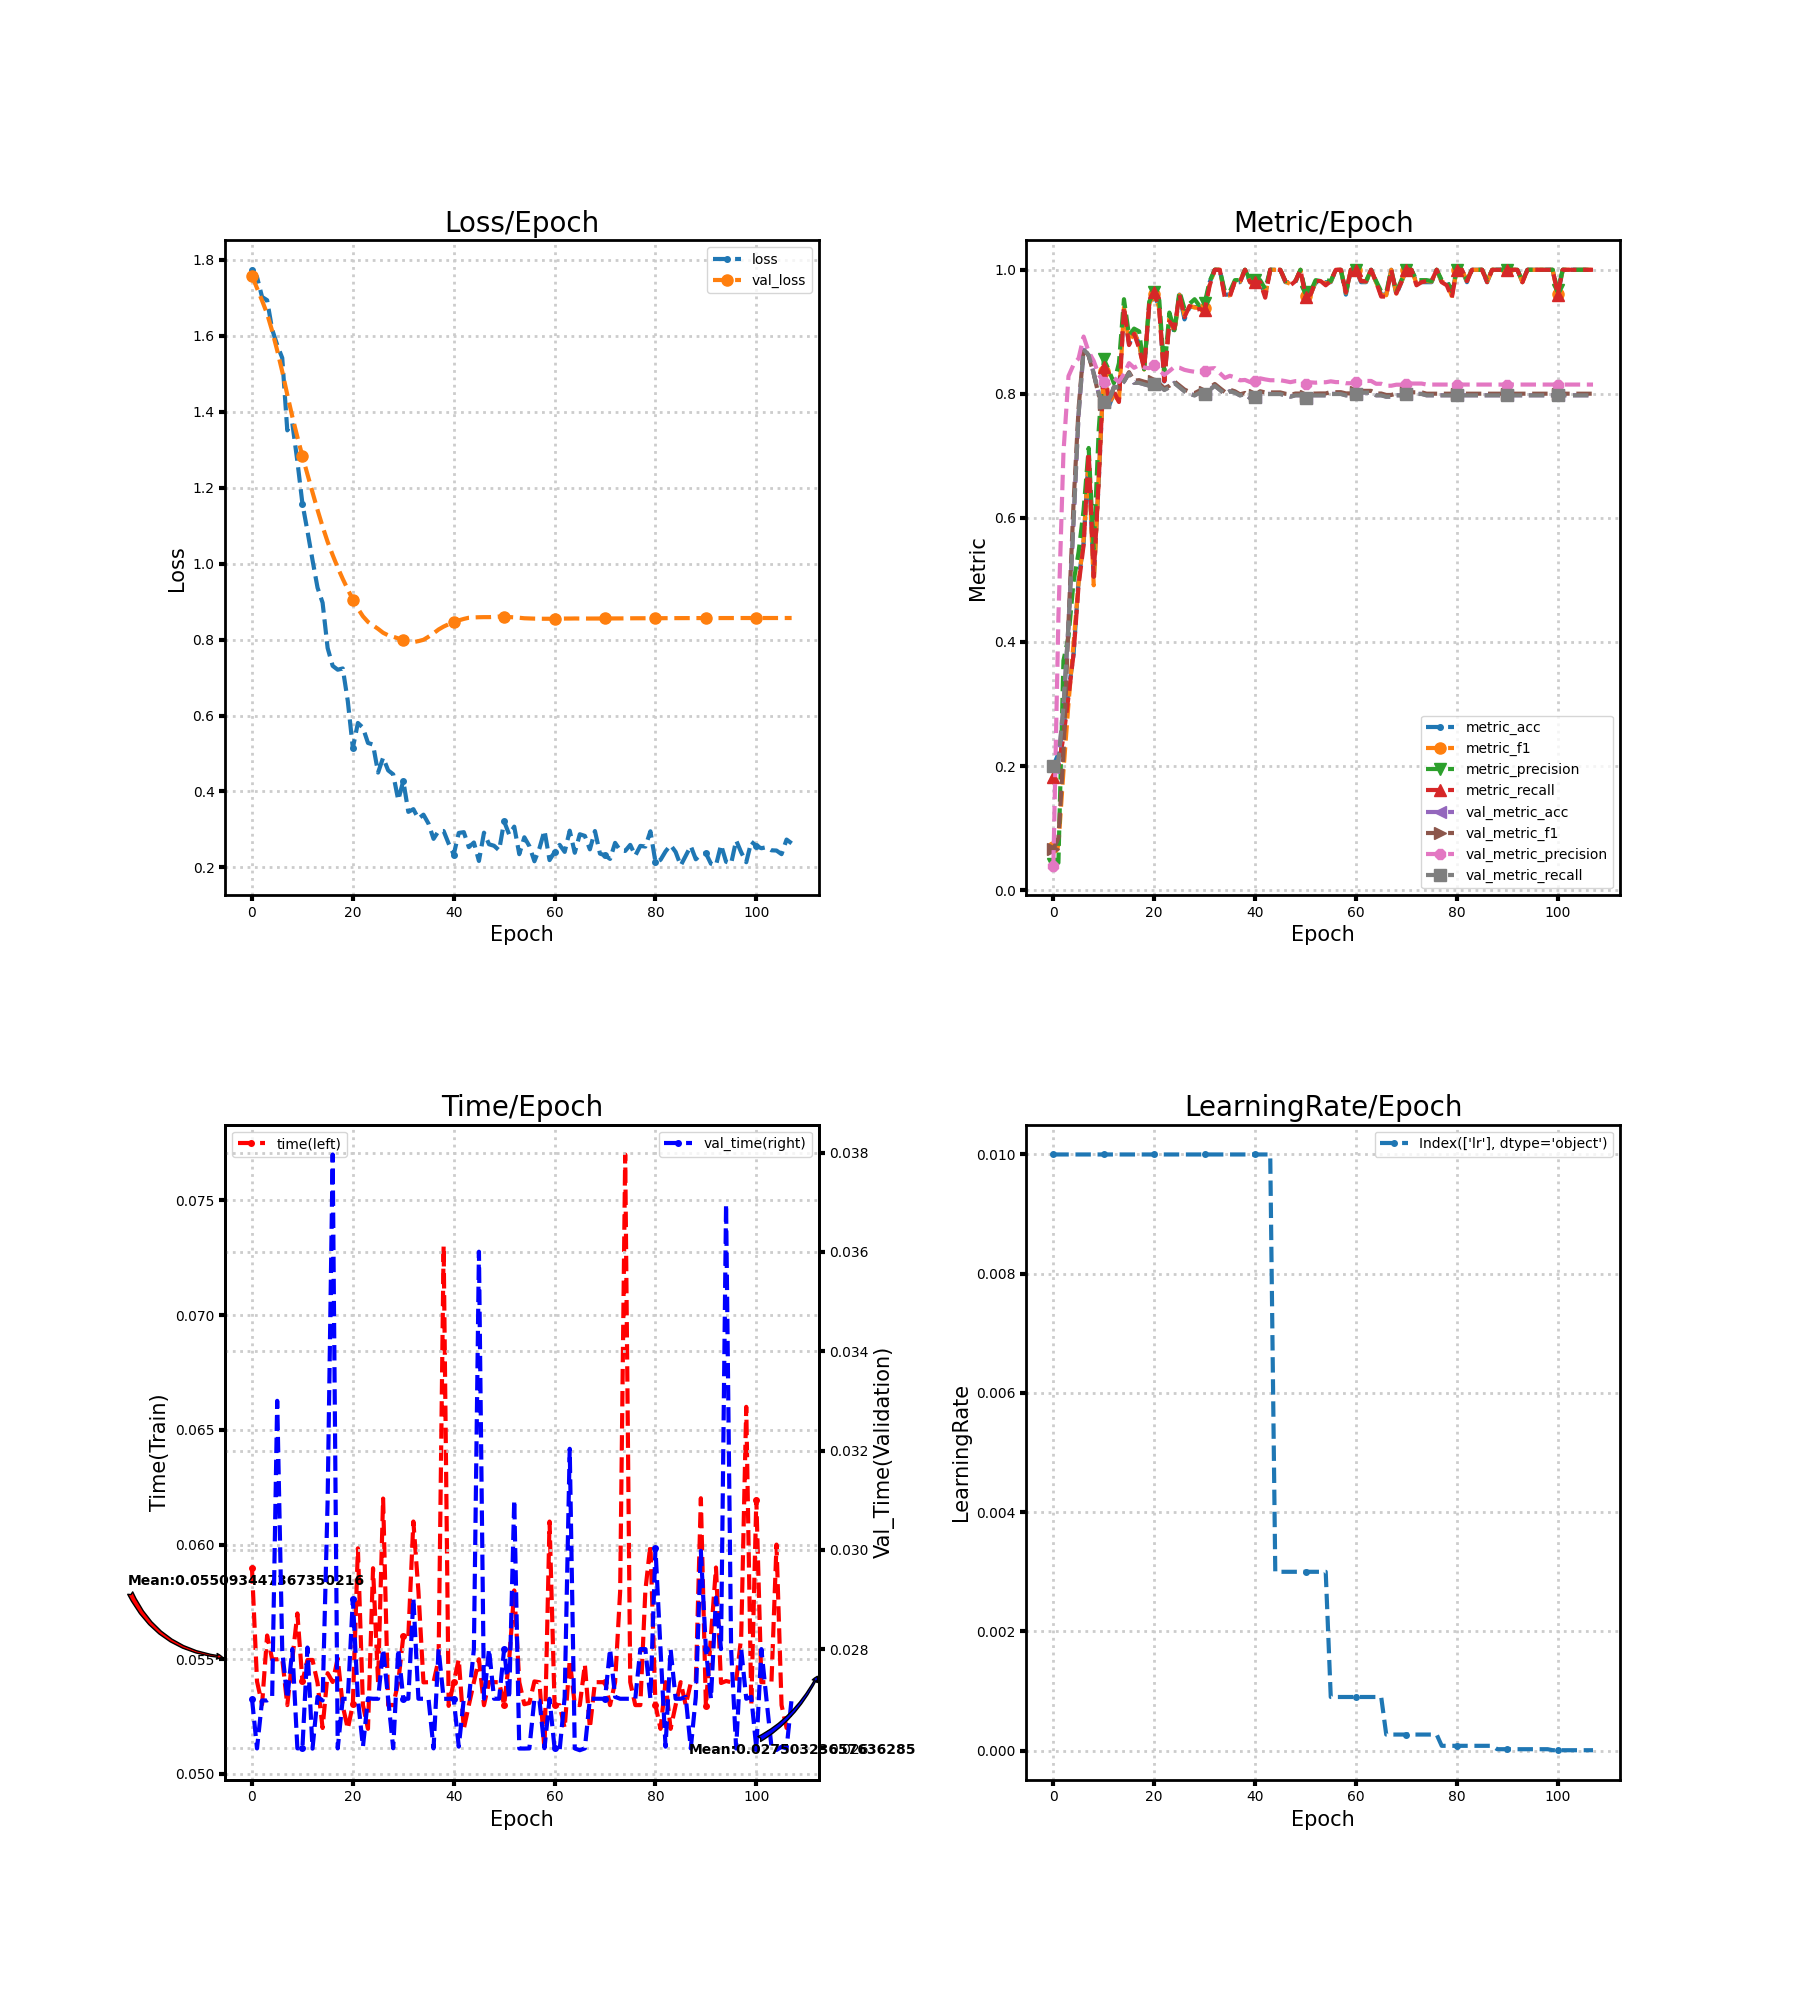 Loss/Epoch
1.8
1.6
1.4
1.2
1.0
0.8
0.6
0.4
0.2
Loss
loss
val_loss
0 20 40 60 80 100
Epoch
Metric/Epoch
1.0
0.8
0.6
0.4
0.2
0.0
Metric
metric_acc
metric_f1
metric_precision
metric_recall
val_metric_acc
val_metric_f1
val_metric_precision
val_metric_recall
0 20 40 60 80 100
Epoch
Time/Epoch
time(left)
val_time(right)
0.075
0.070
0.065
0.060
0.055
0.050
Time(Train)
Mean:0.055093447367350216
0.038
0.036
0.034
0.032
0.030
0.028
Val_Time(Validation)
0 20 40 60 80 100
Epoch
LearningRate/Epoch
Index(['lr'], dtype='object')
0.010
0.008
0.006
0.004
0.002
0.000
LearningRate
0 20 40 60 80 100
Epoch